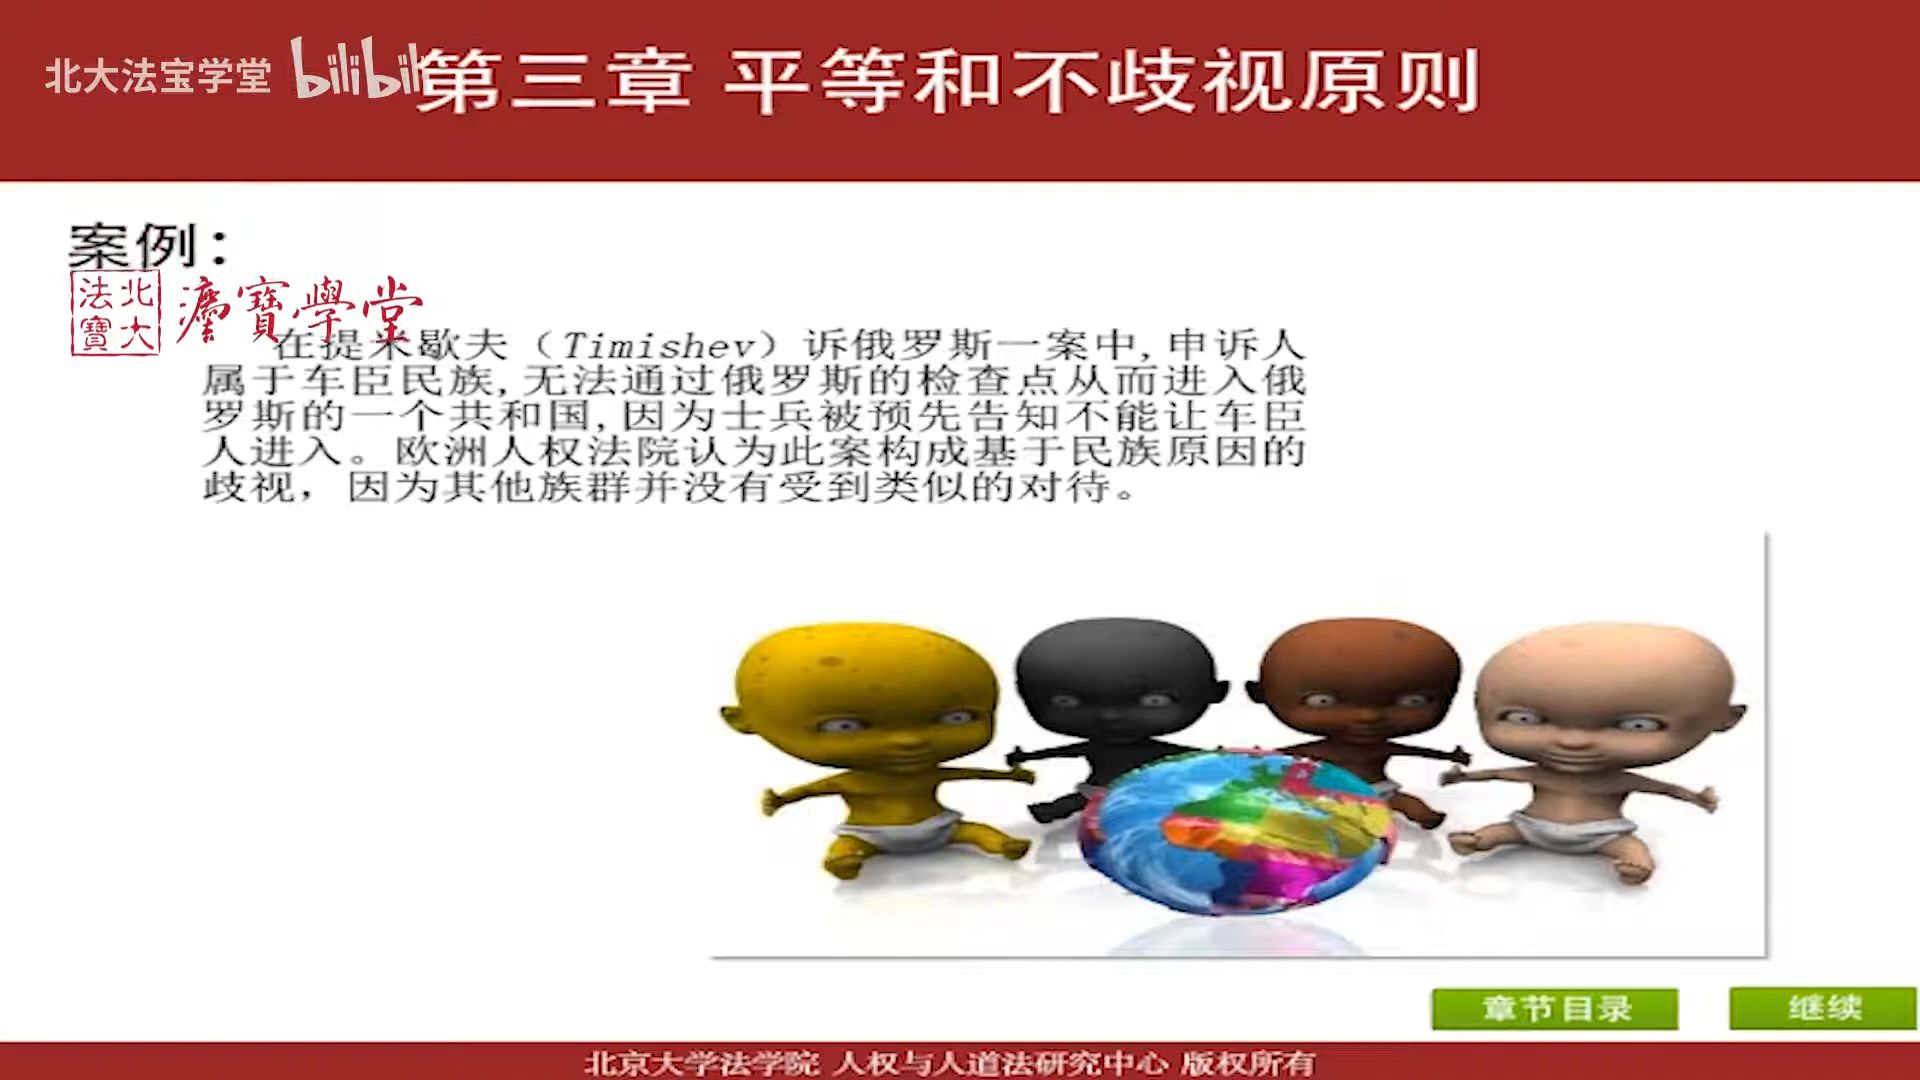 北大法宝学堂 bilibili
第三章 平等和不歧视原则
案例：
法北 灋寶學堂
寶大
在提米歇夫（Timishev）诉俄罗斯一案中,申诉人
属于车臣民族,无法通过俄罗斯的检查点从而进入俄
罗斯的一个共和国,因为士兵被预先告知不能让车臣
人进入。欧洲人权法院认为此案构成基于民族原因的
歧视，因为其他族群并没有受到类似的对待。
章节目录
继续
北京大学法学院 人权与人道法研究中心 版权所有